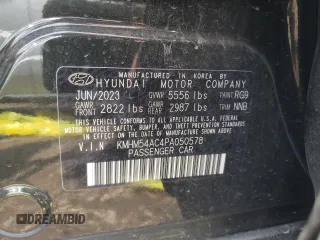 MANUFACTURED IN KOREA BY
HYUNDAI MOTOR COMPANY
JUN/2023 GVWR 5556 lbs PAINT RG9
GAWR FRONT 2822 lbs GAWR REAR 2987 lbs TRIM NNB
THIS VEHICLE CONFORMS TO ALL APPLICABLE U.S. FEDERAL MOTOR VEHICLE
SAFETY, BUMPER, AND THEFT PREVENTION STANDARDS IN EFFECT ON
THE DATE OF MANUFACTURE SHOWN ABOVE.
V.I.N KMHM54AC4PA050578
PASSENGER CAR
DREAMBID